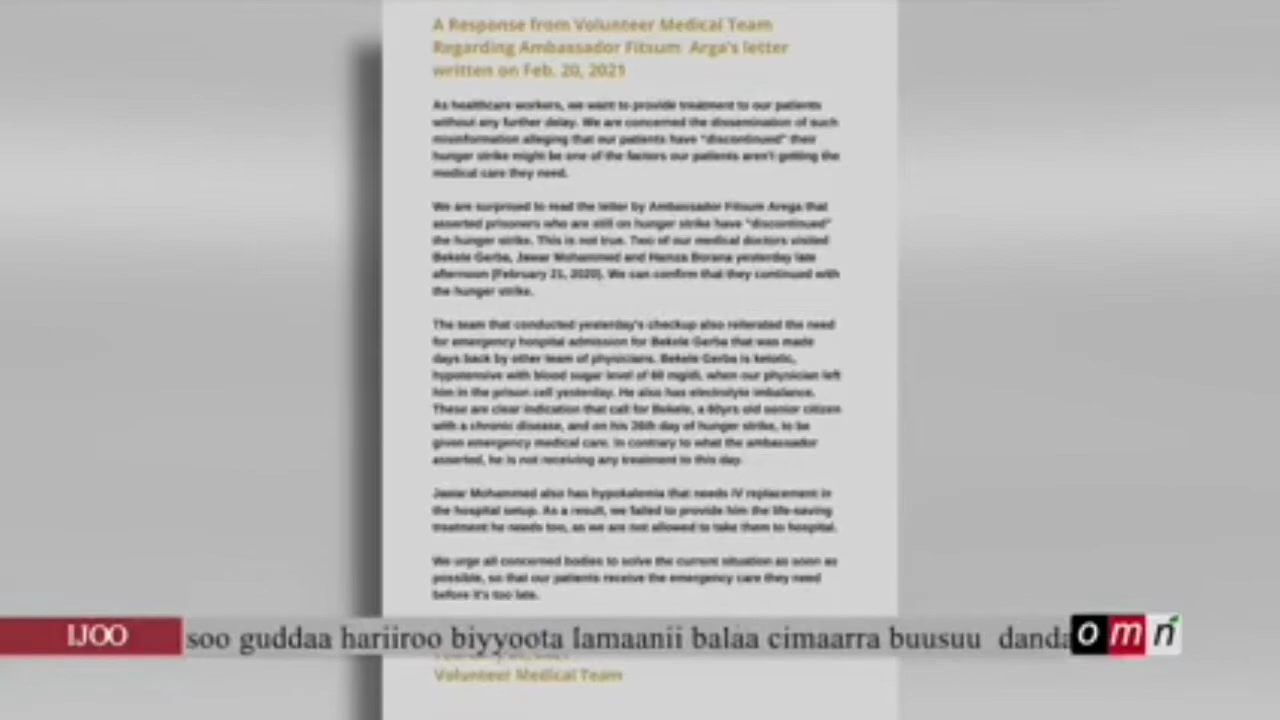 A Response from Volunteer Medical Team
Regarding Ambassador Fitsum Arga's letter
written on Feb. 20, 2021
As healthcare workers, we want to provide treatment to our patients
without any further delay. We are concerned the dissemination of such
misinformation alleging that our patients have "discontinued" their
hunger strike might be one of the factors our patients aren't getting the
medical care they need.
We are surprised to read the letter by Ambassador Fitsum Arega that
asserted prisoners who are still on hunger strike have "discontinued"
the hunger strike. This is not true. Two of our medical doctors visited
Bekele Gerba, Jawar Mohammed and Hamza Borana yesterday late
afternoon (February 21, 2020). We can confirm that they continued with
the hunger strike.
The team that conducted yesterday's checkup also reiterated the need
for emergency hospital admission for Bekele Gerba that was made
days back by other team of physicians. Bekele Gerba is ketotic,
hypotensive with blood sugar level of 60 mg/dl, when our physician left
him in the prison cell yesterday. He also has electrolyte imbalance.
These are clear indication that call for Bekele, a 60yrs old senior citizen
with a chronic disease, and on his 26th day of hunger strike, to be
given emergency medical care. In contrary to what the ambassador
asserted, he is not receiving any treatment to this day.
Jawar Mohammed also has hypokalemia that needs IV replacement in
the hospital setup. As a result, we failed to provide him the life-saving
treatment he needs too, as we are not allowed to take them to hospital.
We urge all concerned bodies to solve the current situation as soon as
possible, so that our patients receive the emergency care they need
before it's too late.
IJOO soo guddaa hariiroo biyyoota lamaanii balaa cimaarra buusuu danda omn
Volunteer Medical Team